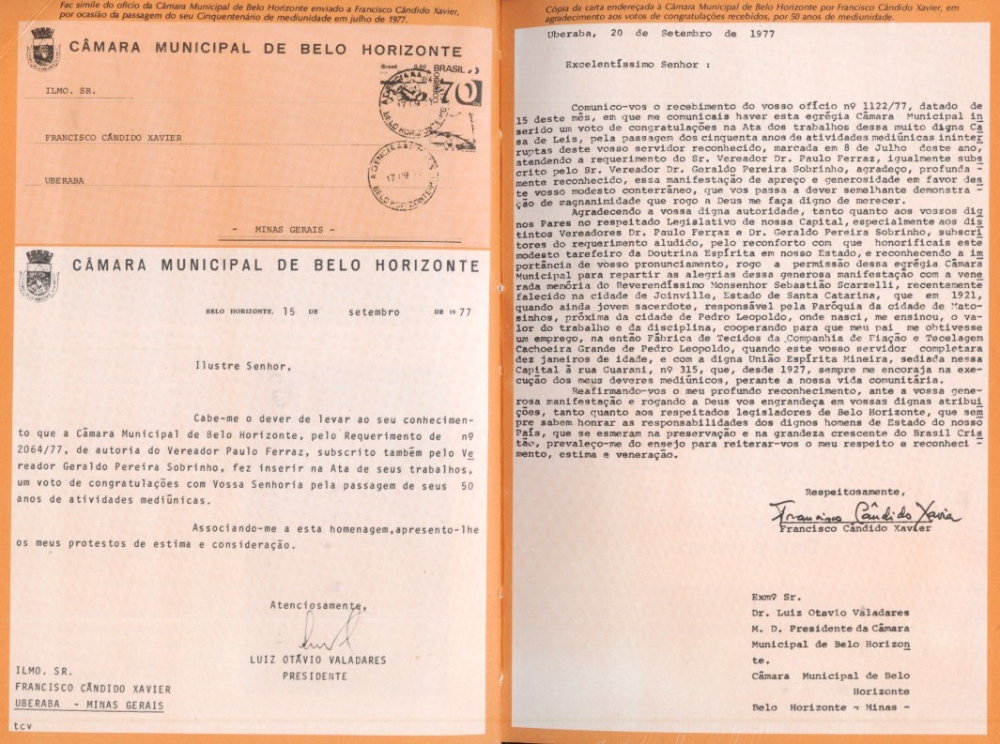 Fac simile do ofício da Câmara Municipal de Belo Horizonte enviado a Francisco Cândido Xavier,
por ocasião da passagem do seu Cinquentenário de mediunidade em julho de 1977.
CÂMARA MUNICIPAL DE BELO HORIZONTE
Brasil 0,40
BRASIL
70
CORREIO
AGENCIA
17 09
BELO HORIZONTE
ILMO. SR.
FRANCISCO CÂNDIDO XAVIER
AGENCIA
17 09
BELO HORIZONTE
UBERABA
- MINAS GERAIS -
CÂMARA MUNICIPAL DE BELO HORIZONTE
BELO HORIZONTE, 15 DE setembro DE 1977
Ilustre Senhor,
Cabe-me o dever de levar ao seu conhecimen-
to que a Câmara Municipal de Belo Horizonte, pelo Requerimento de nº
2064/77, de autoria do Vereador Paulo Ferraz, subscrito também pelo Ve
reador Geraldo Pereira Sobrinho, fez inserir na Ata de seus trabalhos,
um voto de congratulações com Vossa Senhoria pela passagem de seus 50
anos de atividades mediúnicas.
Associando-me a esta homenagem,apresento-lhe
os meus protestos de estima e consideração.
Atenciosamente,
LUIZ OTÁVIO VALADARES
PRESIDENTE
ILMO. SR.
FRANCISCO CÂNDIDO XAVIER
UBERABA - MINAS GERAIS
tcv
Cópia da carta endereçada à Câmara Municipal de Belo Horizonte por Francisco Cândido Xavier, em
agradecimento aos votos de congratulações recebidos, por 50 anos de mediunidade.
Uberaba, 20 de Setembro de 1977
Excelentíssimo Senhor :
Comunico-vos o recebimento do vosso ofício nº 1122/77, datado de
15 deste mês, em que me comunicais haver esta egrégia Câmara Municipal in
serido um voto de congratulações na Ata dos trabalhos dessa muito digna Ca
sa de Leis, pela passagem dos cinquenta anos de atividades mediúnicas ininter
ruptas deste vosso servidor reconhecido, marcada em 8 de Julho deste ano,
atendendo a requerimento do Sr. Vereador Dr. Paulo Ferraz, igualmente subs
crito pelo Sr. Vereador Dr. Geraldo Pereira Sobrinho, agradeço, profunda -
mente reconhecido, essa manifestação de apreço e generosidade em favor des
te vosso modesto conterrâneo, que vos passa a dever semelhante demonstra -
ção de magnanimidade que rogo a Deus me faça digno de merecer.
Agradecendo a vossa digna autoridade, tanto quanto aos vossos dig
nos Pares no respeitado Legislativo de nossa Capital, especialmente aos dis
tintos Vereadores Dr. Paulo Ferraz e Dr. Geraldo Pereira Sobrinho, subscri
tores do requerimento aludido, pelo reconforto com que honorificais este
modesto tarefeiro da Doutrina Espírita em nosso Estado, e reconhecendo a im
portância de vosso pronunciamento, rogo a permissão dessa egrégia Câmara
Municipal para repartir as alegrias dessa generosa manifestação com a vene
rada memória do Reverendíssimo Monsenhor Sebastião Scarzelli, recentemente
falecido na cidade de Joinville, Estado de Santa Catarina, que em 1921,
quando ainda jovem sacerdote, responsável pela Paróquia da cidade de Mato-
sinhos, próxima da cidade de Pedro Leopoldo, onde nasci, me ensinou, o va-
lor do trabalho e da disciplina, cooperando para que meu pai me obtivesse
um emprego, na então Fábrica de Tecidos da Companhia de Fiação e Tecelagem
Cachoeira Grande de Pedro Leopoldo, quando este vosso servidor completara
dez janeiros de idade, e com a digna União Espírita Mineira, sediada nessa
Capital à rua Guarani, nº 315, que, desde 1927, sempre me encoraja na exe-
cução dos meus deveres mediúnicos, perante a nossa vida comunitária.
Reafirmando-vos o meu profundo reconhecimento, ante a vossa gene-
rosa manifestação e rogando a Deus vos engrandeça em vossas dignas atribui
ções, tanto quanto aos respeitados legisladores de Belo Horizonte, que sem
pre sabem honrar as responsabilidades dos dignos homens de Estado do nosso
País, que se esmeram na preservação e na grandeza crescente do Brasil Cris
tão, prevaleço-me do ensejo para reiterar-vos o meu respeito e reconheci -
mento, estima e veneração.
Respeitosamente,
Francisco Cândido Xavier
Francisco Cândido Xavier
Exmº Sr.
Dr. Luiz Otavio Valadares
M. D. Presidente da Câmara
Municipal de Belo Horizon
te.
Câmara Municipal de Belo
Horizonte
Belo Horizonte - Minas -